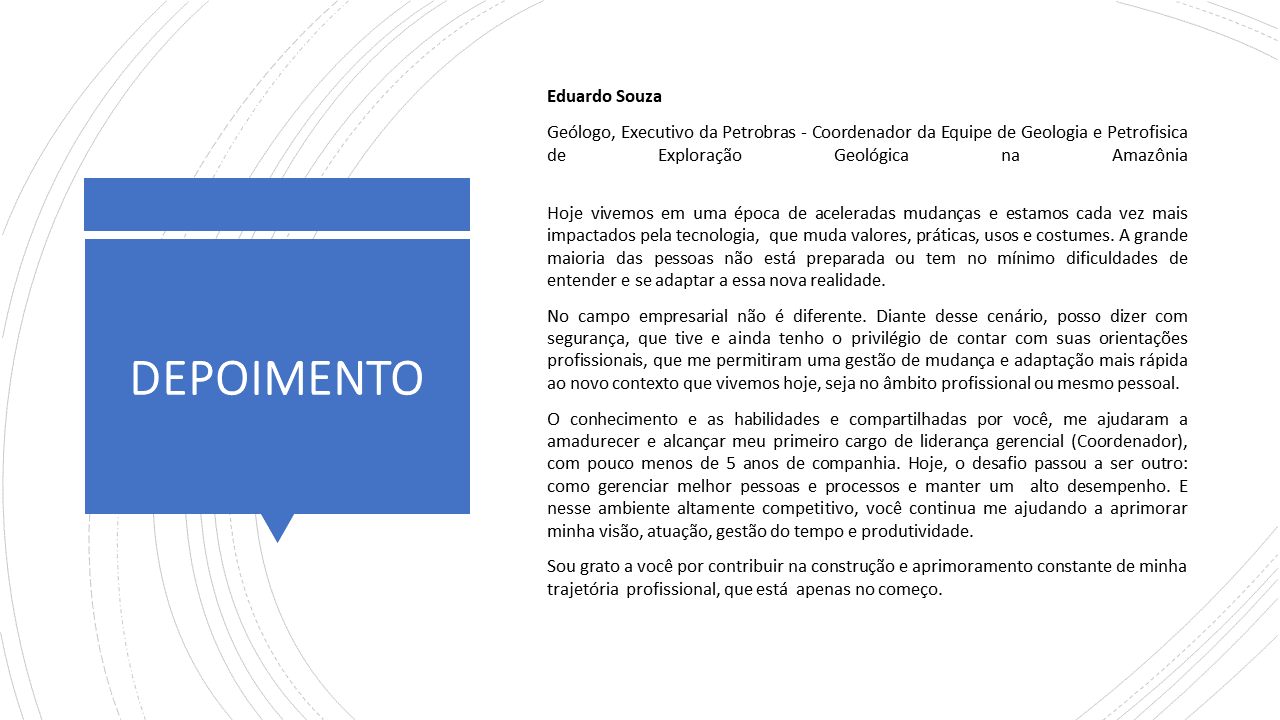 DEPOIMENTO
Eduardo Souza
Geólogo, Executivo da Petrobras - Coordenador da Equipe de Geologia e Petrofisica
de Exploração Geológica na Amazônia
Hoje vivemos em uma época de aceleradas mudanças e estamos cada vez mais
impactados pela tecnologia, que muda valores, práticas, usos e costumes. A grande
maioria das pessoas não está preparada ou tem no mínimo dificuldades de
entender e se adaptar a essa nova realidade.
No campo empresarial não é diferente. Diante desse cenário, posso dizer com
segurança, que tive e ainda tenho o privilégio de contar com suas orientações
profissionais, que me permitiram uma gestão de mudança e adaptação mais rápida
ao novo contexto que vivemos hoje, seja no âmbito profissional ou mesmo pessoal.
O conhecimento e as habilidades e compartilhadas por você, me ajudaram a
amadurecer e alcançar meu primeiro cargo de liderança gerencial (Coordenador),
com pouco menos de 5 anos de companhia. Hoje, o desafio passou a ser outro:
como gerenciar melhor pessoas e processos e manter um alto desempenho. E
nesse ambiente altamente competitivo, você continua me ajudando a aprimorar
minha visão, atuação, gestão do tempo e produtividade.
Sou grato a você por contribuir na construção e aprimoramento constante de minha
trajetória profissional, que está apenas no começo.